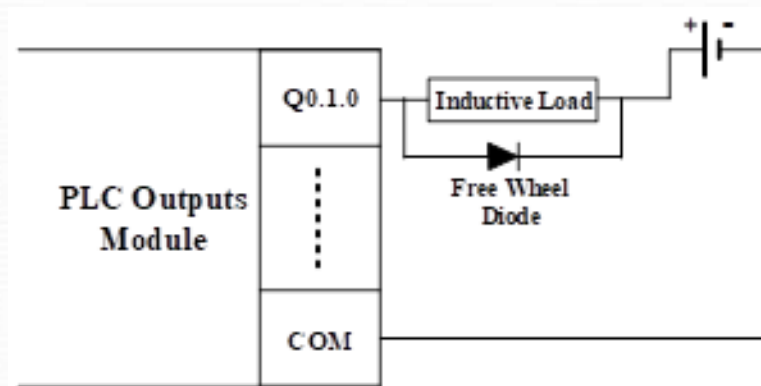 Q0.1.0
+ -
Inductive Load
Free Wheel
Diode
PLC Outputs
Module
COM